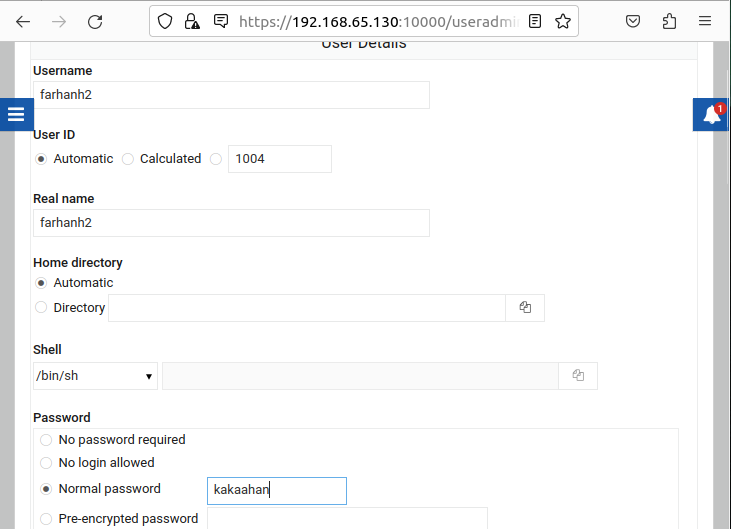 https://192.168.65.130:10000/useradmi
User Details
Username
farhanh2
1
User ID
Automatic Calculated 1004
Real name
farhanh2
Home directory
Automatic
Directory
Shell
/bin/sh
Password
No password required
No login allowed
Normal password kakaahan
Pre-encrypted password